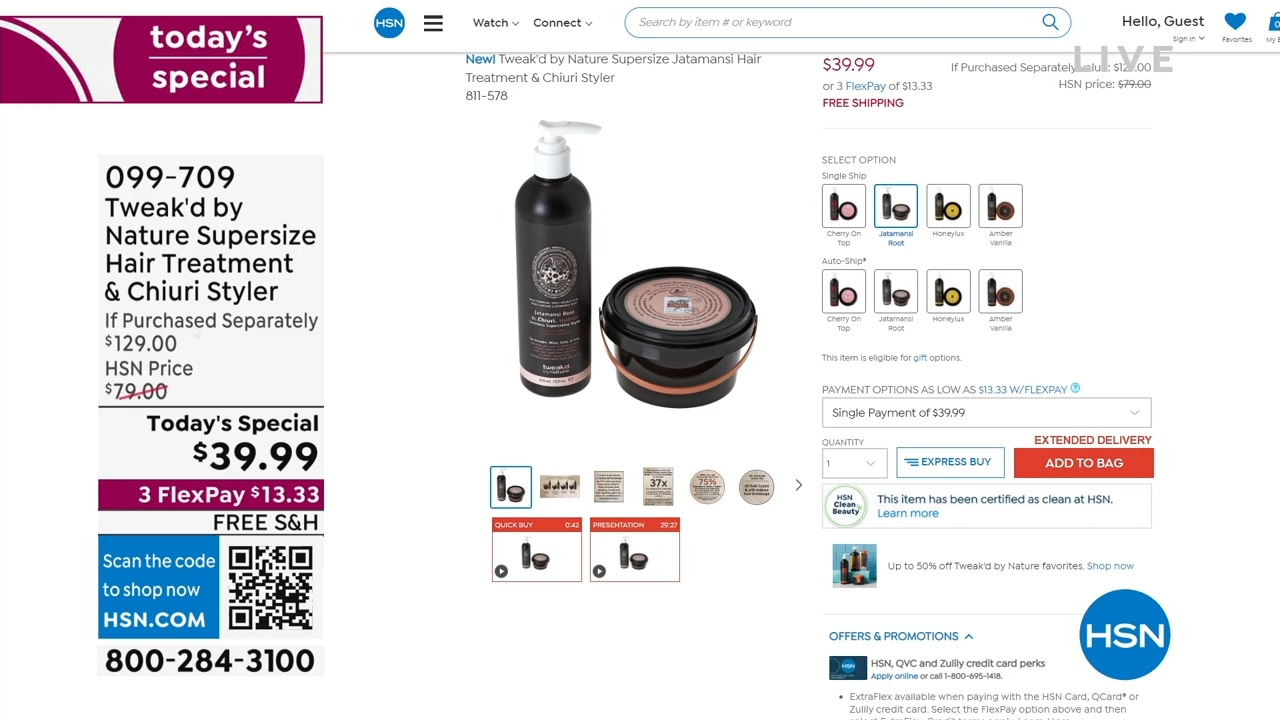 today's
special
099-709
Tweak'd by
Nature Supersize
Hair Treatment
& Chiuri Styler
If Purchased Separately
$129.00
HSN Price
$79.00
Today's Special
$39.99
3 FlexPay $13.33
FREE S&H
Scan the code
to shop now
HSN.COM
800-284-3100
HSN
Watch
Connect
Search by item # or keyword
Hello, Guest
Sign In
Favorites
LIVE
New! Tweak'd by Nature Supersize Jatamansi Hair
Treatment & Chiuri Styler
811-578
Jatamansi Root
tweak'd.
by nature
QUICK BUY 0:42
PRESENTATION 29:27
37x
75%
$39.99
or 3 FlexPay of $13.33
FREE SHIPPING
If Purchased Separately
HSN price: $79.00
SELECT OPTION
Single Ship
Cherry On Top
Jatamansi Root
Honeylux
Amber Vanilla
Auto-Ship®
Cherry On Top
Jatamansi Root
Honeylux
Amber Vanilla
This item is eligible for gift options.
PAYMENT OPTIONS AS LOW AS $13.33 W/FLEXPAY ?
Single Payment of $39.99
QUANTITY
1
EXPRESS BUY
EXTENDED DELIVERY
ADD TO BAG
HSN
Clean
Beauty
This item has been certified as clean at HSN.
Learn more
Up to 50% off Tweak'd by Nature favorites. Shop now
HSN
OFFERS & PROMOTIONS
HSN, QVC and Zulily credit card perks
Apply online or call 1-800-695-1418.
• ExtraFlex available when paying with the HSN Card, QCard® or
Zulily credit card. Select the FlexPay option above and then